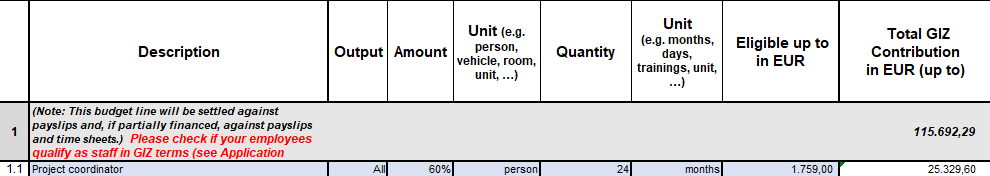 Description
Output
Amount
Unit (e.g.
person,
vehicle, room,
unit, …)
Quantity
Unit
(e.g. months,
days,
trainings, unit,
…)
Eligible up to
in EUR
Total GIZ
Contribution
in EUR (up to)
1
(Note: This budget line will be settled against
payslips and, if partially financed, against payslips
and time sheets.) Please check if your employees
qualify as staff in GIZ terms (see Application
115.692,29
1.1 Project coordinator All 60% person 24 months 1.759,00 25.329,60